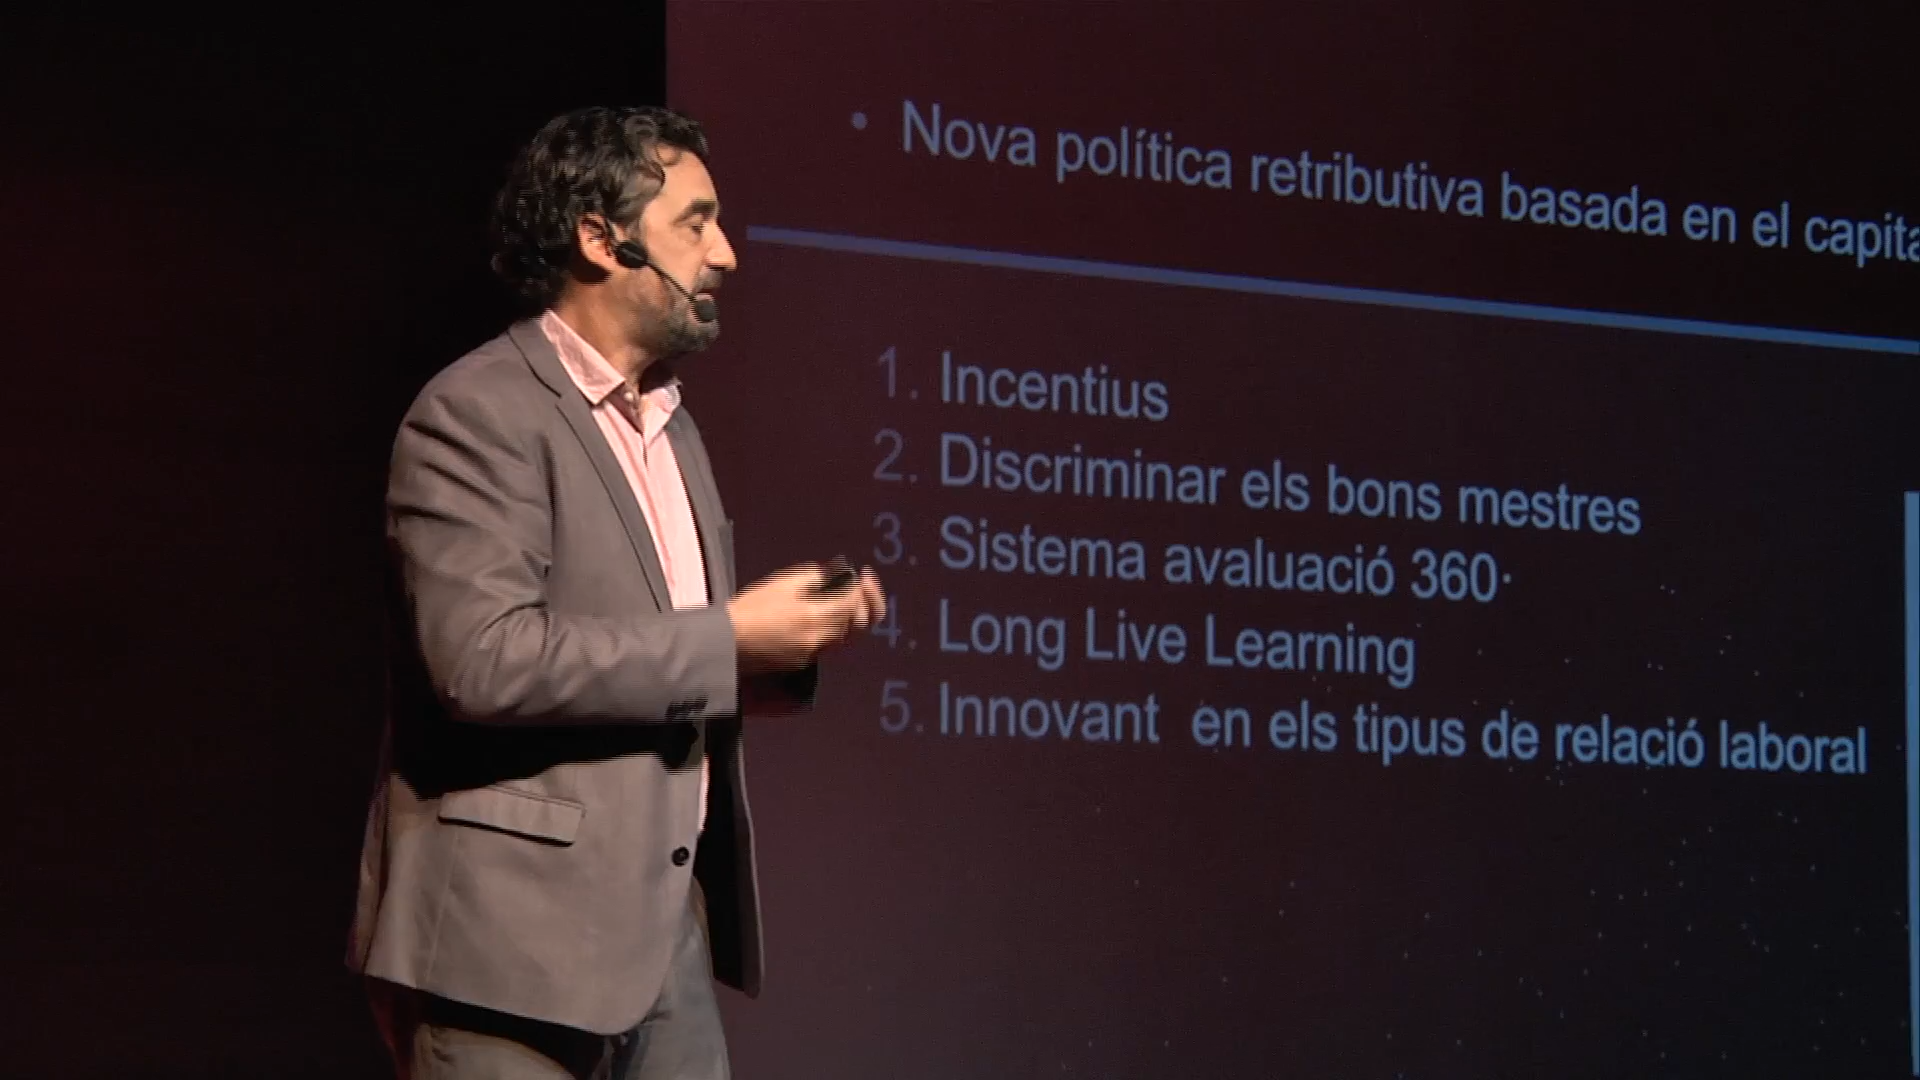 • Nova política retributiva basada en el
1. Incentius
2. Discriminar els bons mestres
3. Sistema avaluació 360·
4. Long Live Learning
5. Innovant en els tipus de relació laboral